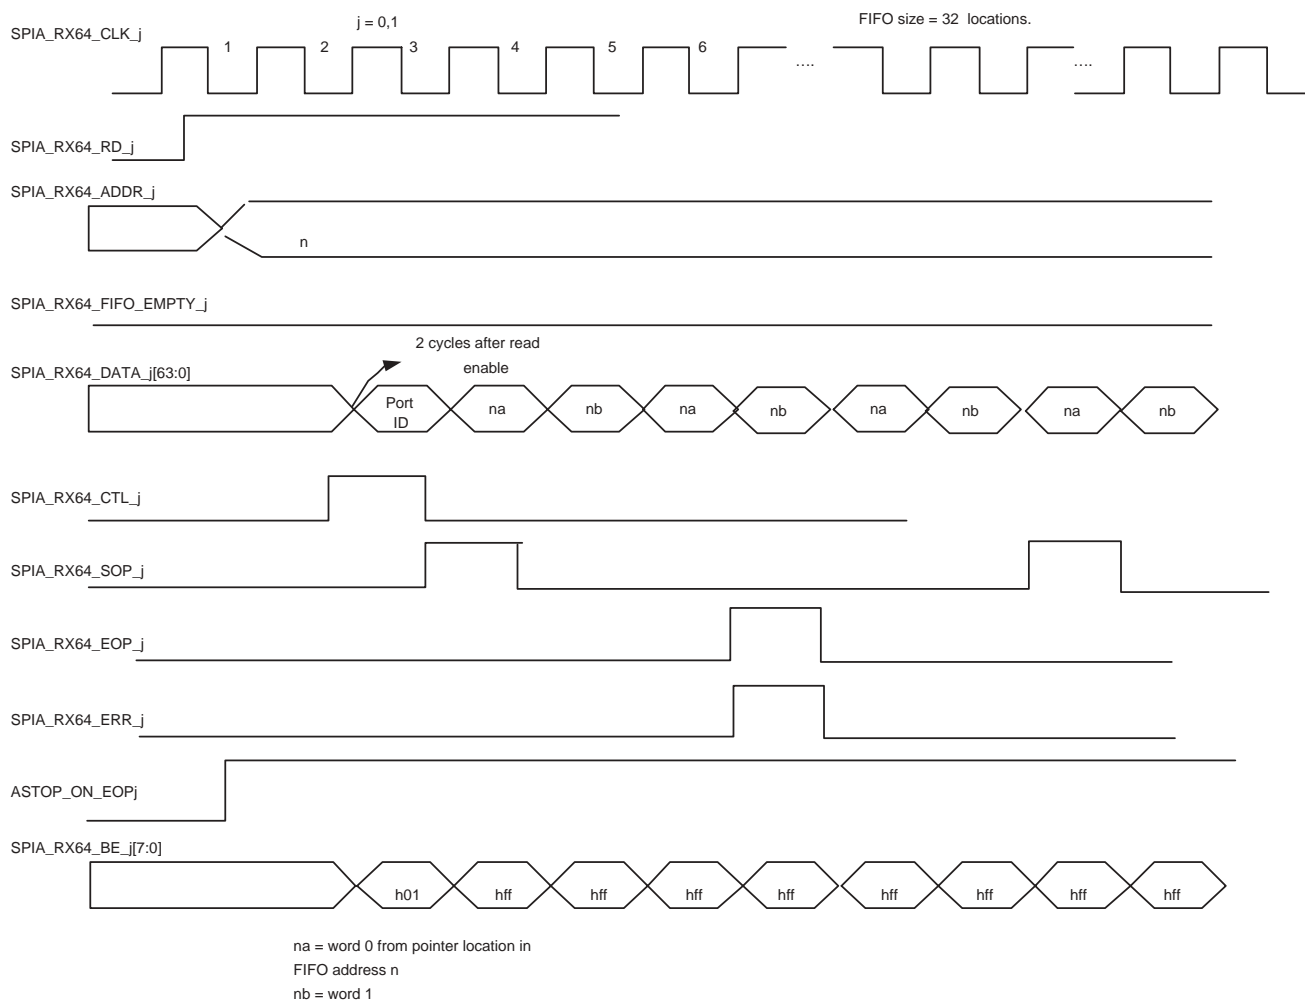 j = 0,1
FIFO size = 32 locations.
SPIA_RX64_CLK_j
1 2 3 4 5 6
.... ....
SPIA_RX64_RD_j
SPIA_RX64_ADDR_j
n
SPIA_RX64_FIFO_EMPTY_j
2 cycles after read
enable
SPIA_RX64_DATA_j[63:0]
Port
ID
na nb na nb na nb na nb
SPIA_RX64_CTL_j
SPIA_RX64_SOP_j
SPIA_RX64_EOP_j
SPIA_RX64_ERR_j
ASTOP_ON_EOPj
SPIA_RX64_BE_j[7:0]
h01 hff hff hff hff hff hff hff hff
na = word 0 from pointer location in
FIFO address n
nb = word 1